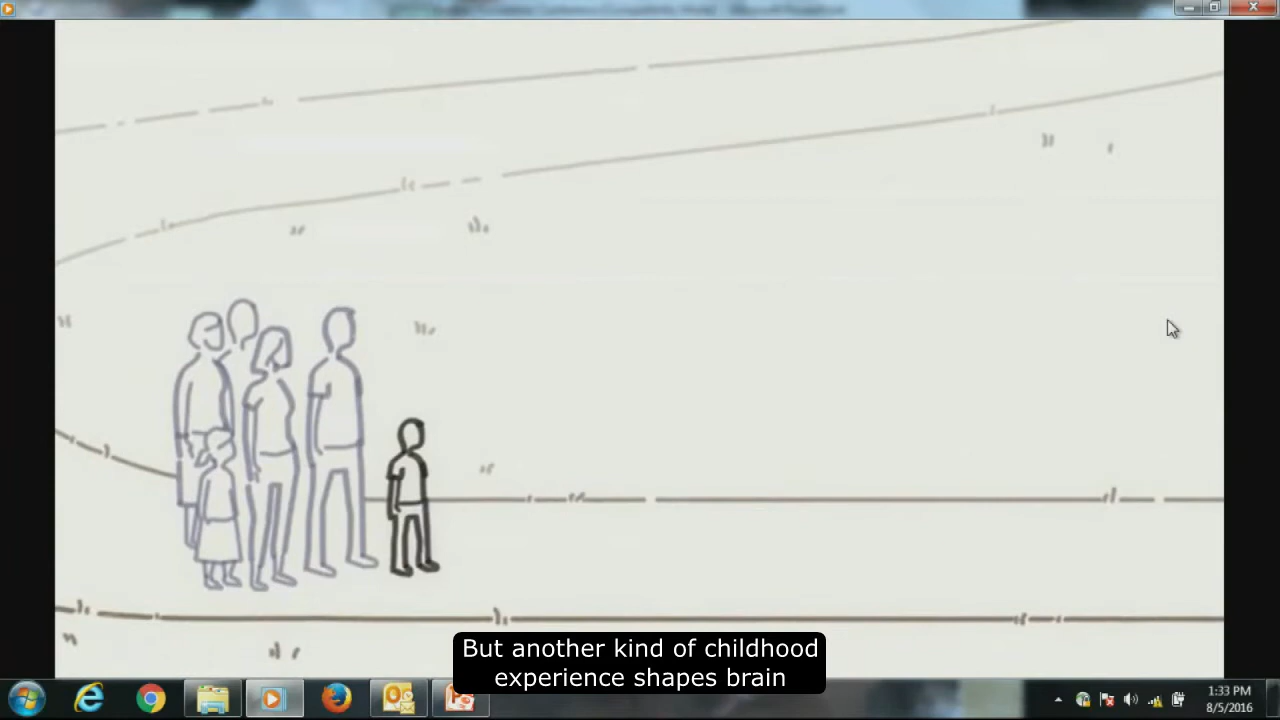 But another kind of childhood
experience shapes brain
1:33 PM
8/5/2016